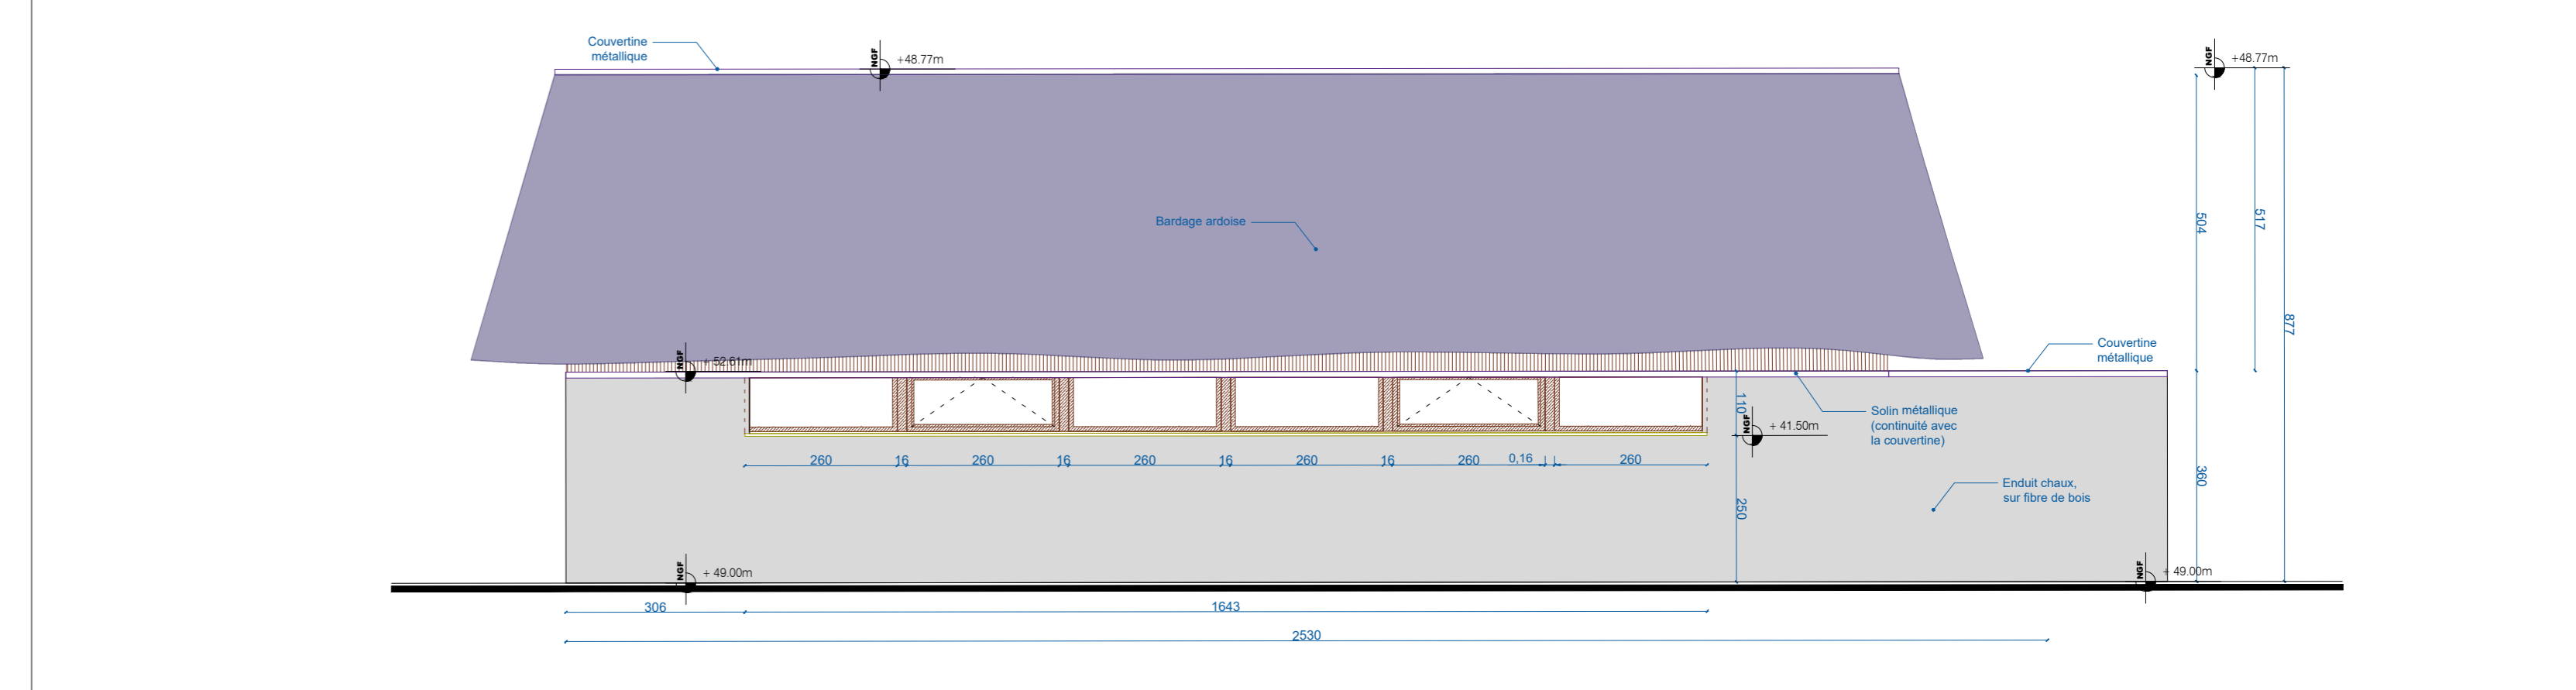 Couvertine
métallique
NGF
+48.77m
NGF
+48.77m
Bardage ardoise
504
517
877
NGF
+ 52.61m
Couvertine
métallique
110
NGF
+ 41.50m
Solin métallique
(continuité avec
la couvertine)
260 16 260 16 260 16 260 16 260 0,16 260
250
360
Enduit chaux,
sur fibre de bois
NGF
+ 49.00m
NGF
+ 49.00m
306 1643
2530